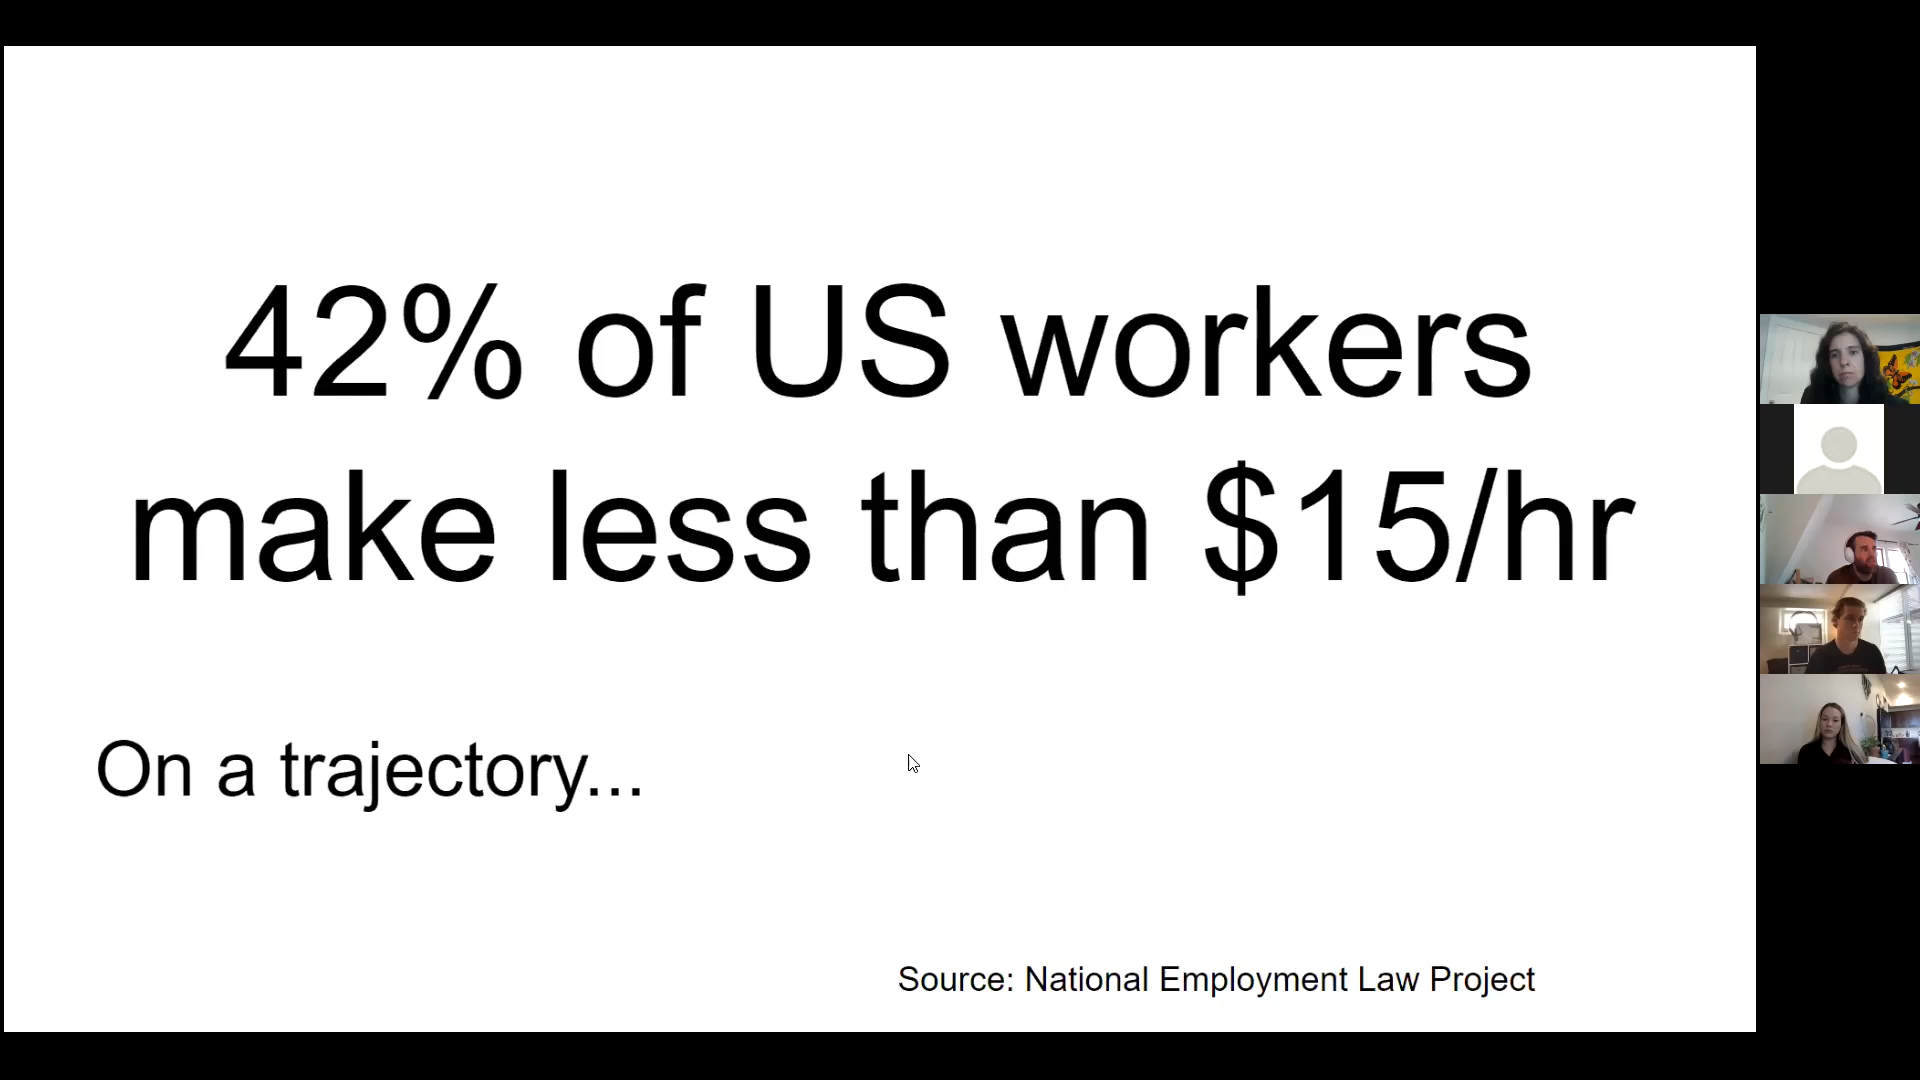 42% of US workers
make less than $15/hr
On a trajectory...
Source: National Employment Law Project